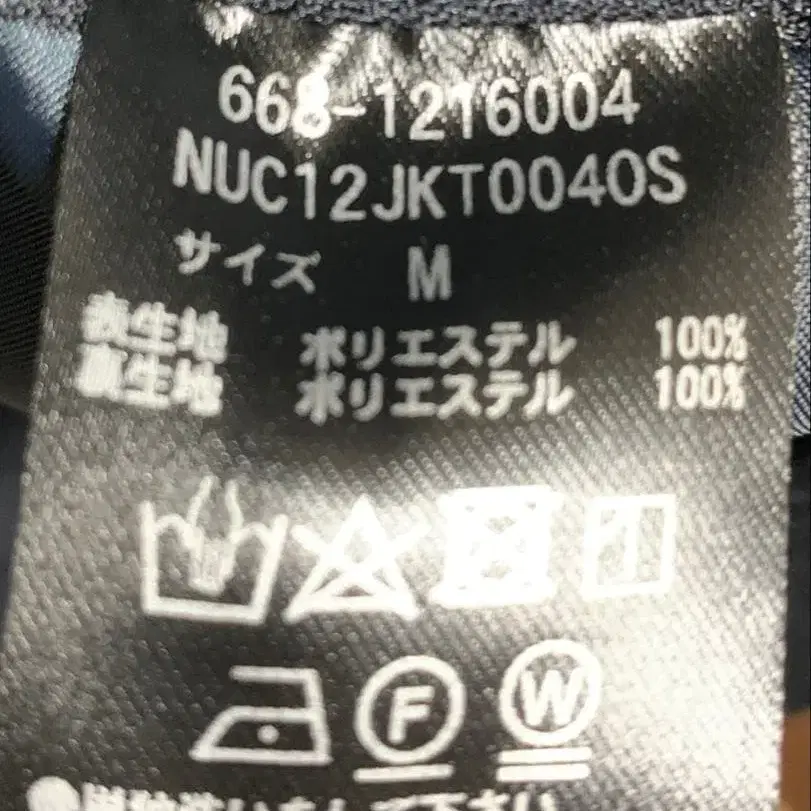 668-1216004
NUC12JKT0040S
サイズ M
表生地 ポリエステル 100%
裏生地 ポリエステル 100%
F W